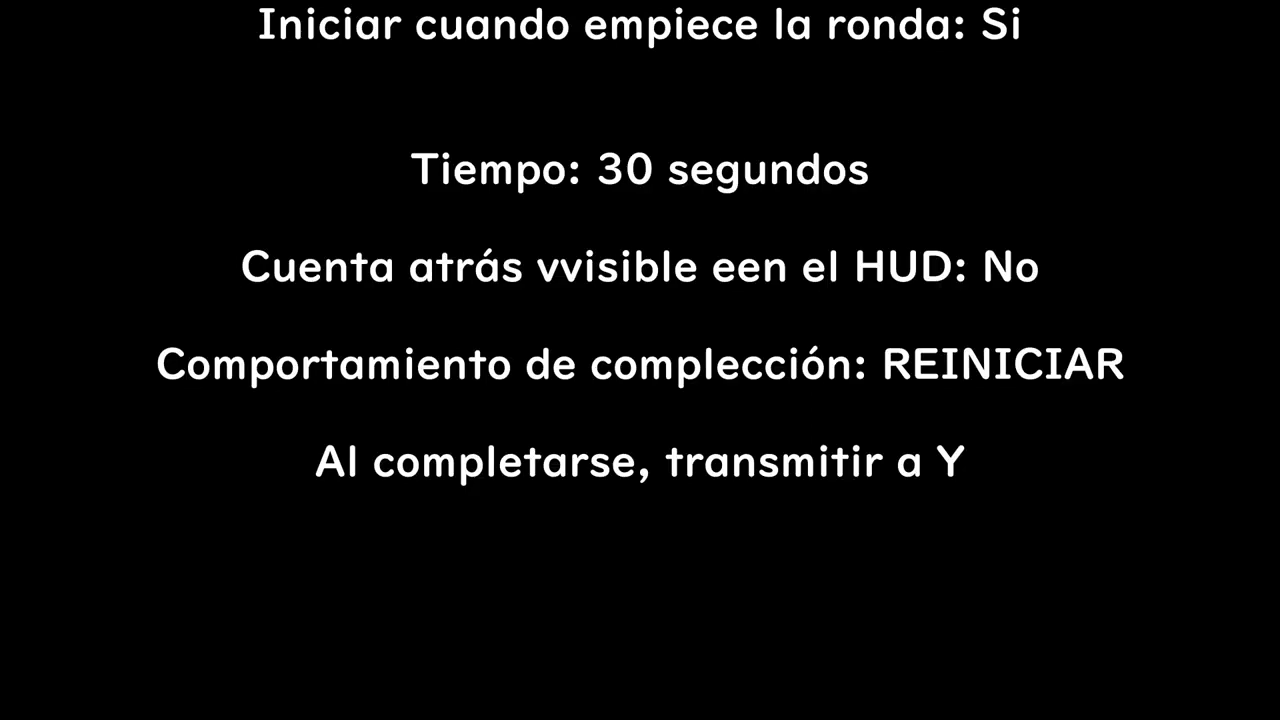 Iniciar cuando empiece la ronda: Si
Tiempo: 30 segundos
Cuenta atrás vvisible een el HUD: No
Comportamiento de complección: REINICIAR
Al completarse, transmitir a Y